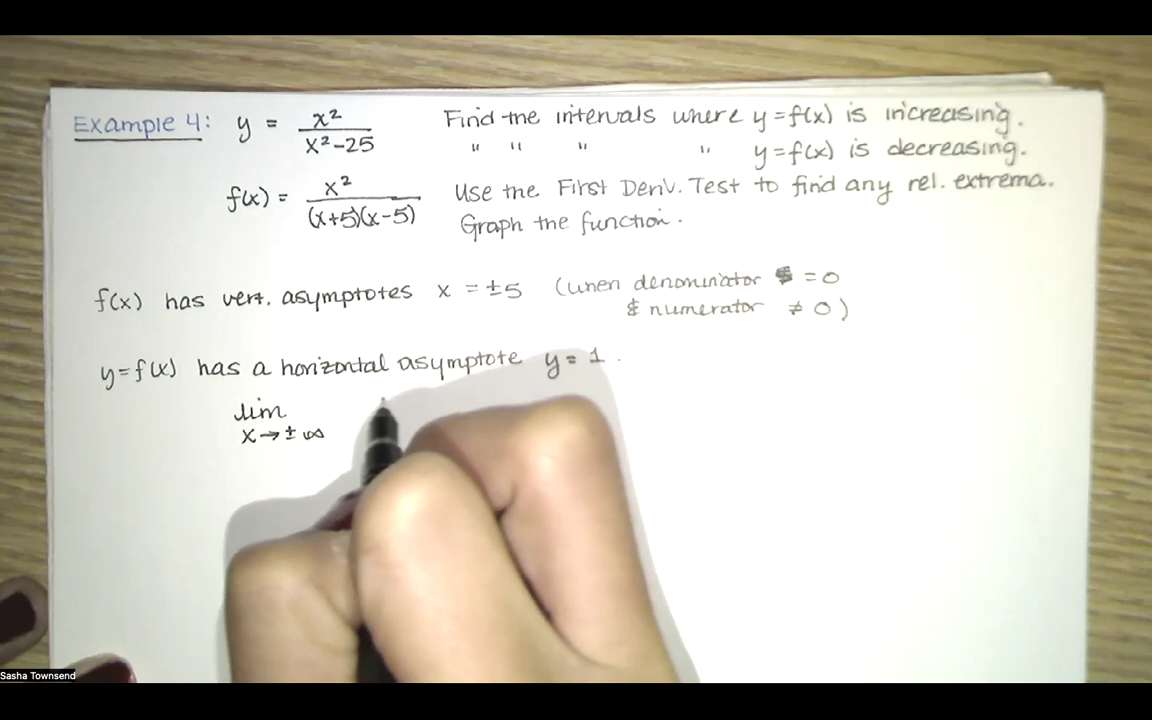 Example 4: y = x²/(x²-25) Find the intervals where y=f(x) is increasing.
" " " " y=f(x) is decreasing.
f(x) = x²/((x+5)(x-5)) Use the First Deriv. Test to find any rel. extrema.
Graph the function.
f(x) has vert. asymptotes x = ±5 (when denominator = 0
& numerator ≠ 0)
y=f(x) has a horizontal asymptote y = 1.
lim
x→±∞
Sasha Townsend